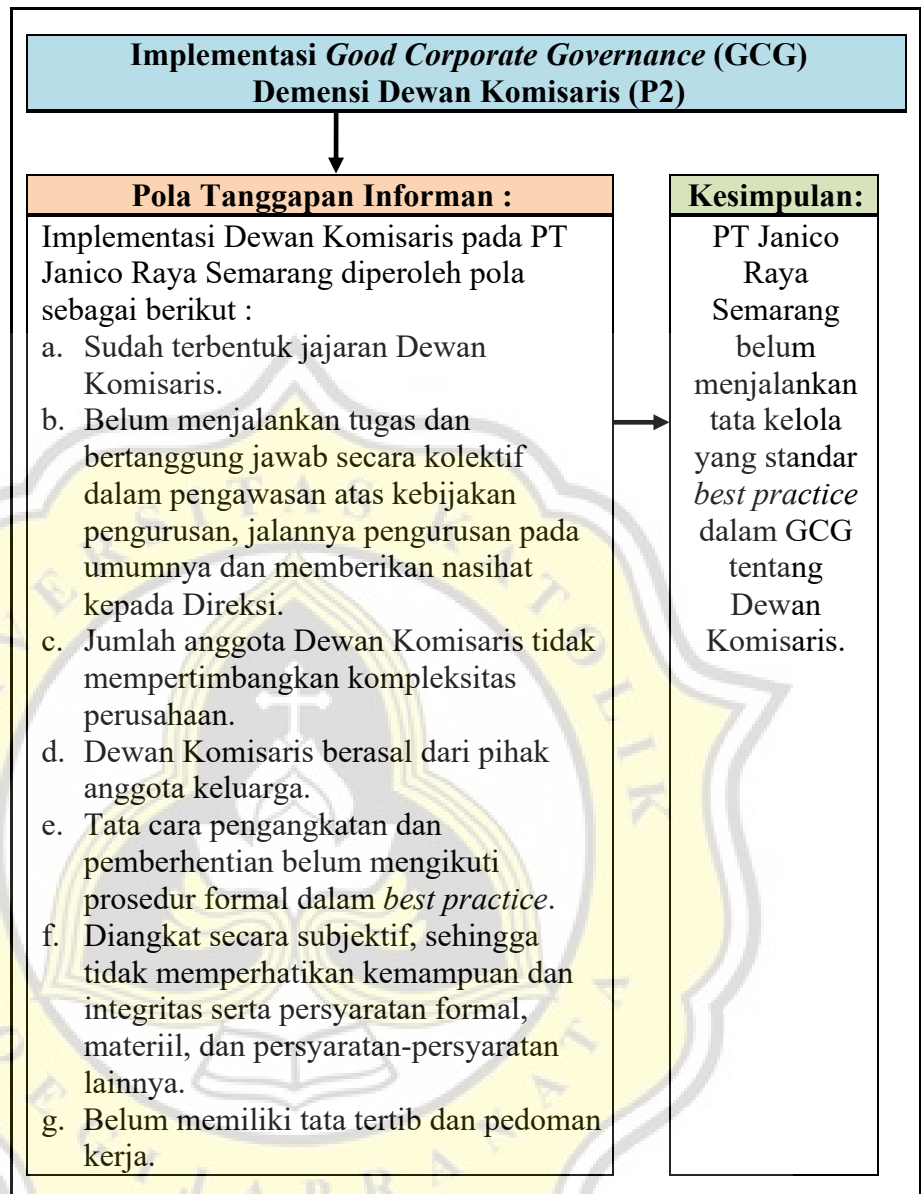 Implementasi Good Corporate Governance (GCG)
Demensi Dewan Komisaris (P2)
Pola Tanggapan Informan :
Implementasi Dewan Komisaris pada PT
Janico Raya Semarang diperoleh pola
sebagai berikut :
a. Sudah terbentuk jajaran Dewan
Komisaris.
b. Belum menjalankan tugas dan
bertanggung jawab secara kolektif
dalam pengawasan atas kebijakan
pengurusan, jalannya pengurusan pada
umumnya dan memberikan nasihat
kepada Direksi.
c. Jumlah anggota Dewan Komisaris tidak
mempertimbangkan kompleksitas
perusahaan.
d. Dewan Komisaris berasal dari pihak
anggota keluarga.
e. Tata cara pengangkatan dan
pemberhentian belum mengikuti
prosedur formal dalam best practice.
f. Diangkat secara subjektif, sehingga
tidak memperhatikan kemampuan dan
integritas serta persyaratan formal,
materiil, dan persyaratan-persyaratan
lainnya.
g. Belum memiliki tata tertib dan pedoman
kerja.
Kesimpulan:
PT Janico
Raya
Semarang
belum
menjalankan
tata kelola
yang standar
best practice
dalam GCG
tentang
Dewan
Komisaris.